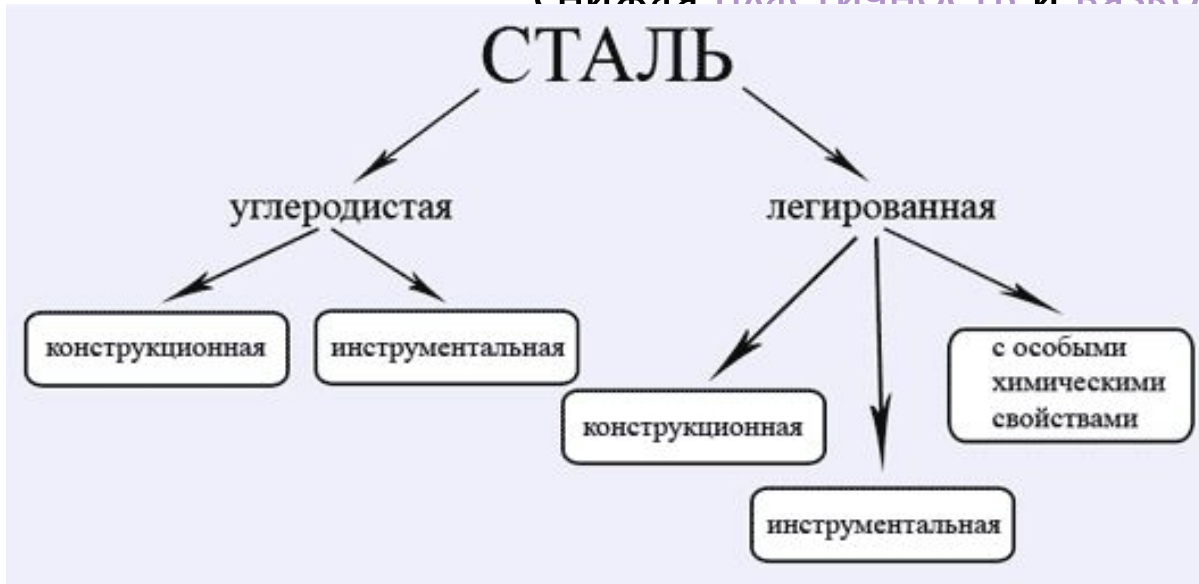 СТАЛЬ
углеродистая
легированная
конструкционная
инструментальная
конструкционная
инструментальная
с особыми
химическими
свойствами